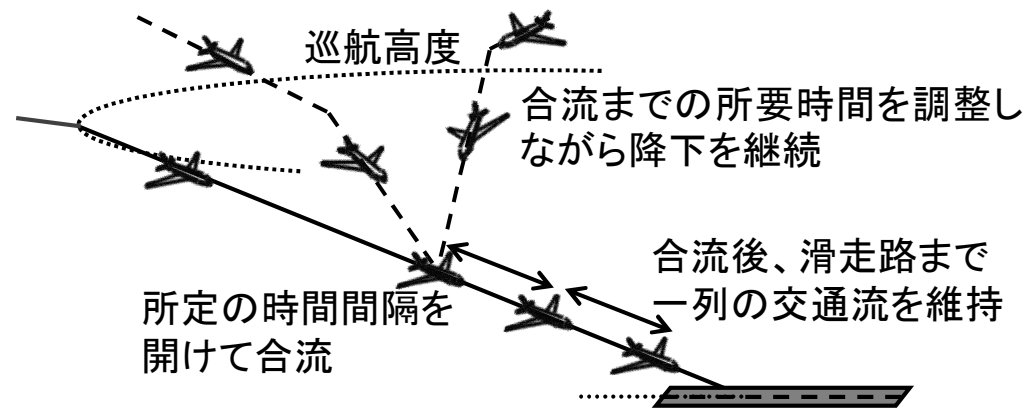 巡航高度
合流までの所要時間を調整し
ながら降下を継続
合流後、滑走路まで
一列の交通流を維持
所定の時間間隔を
開けて合流